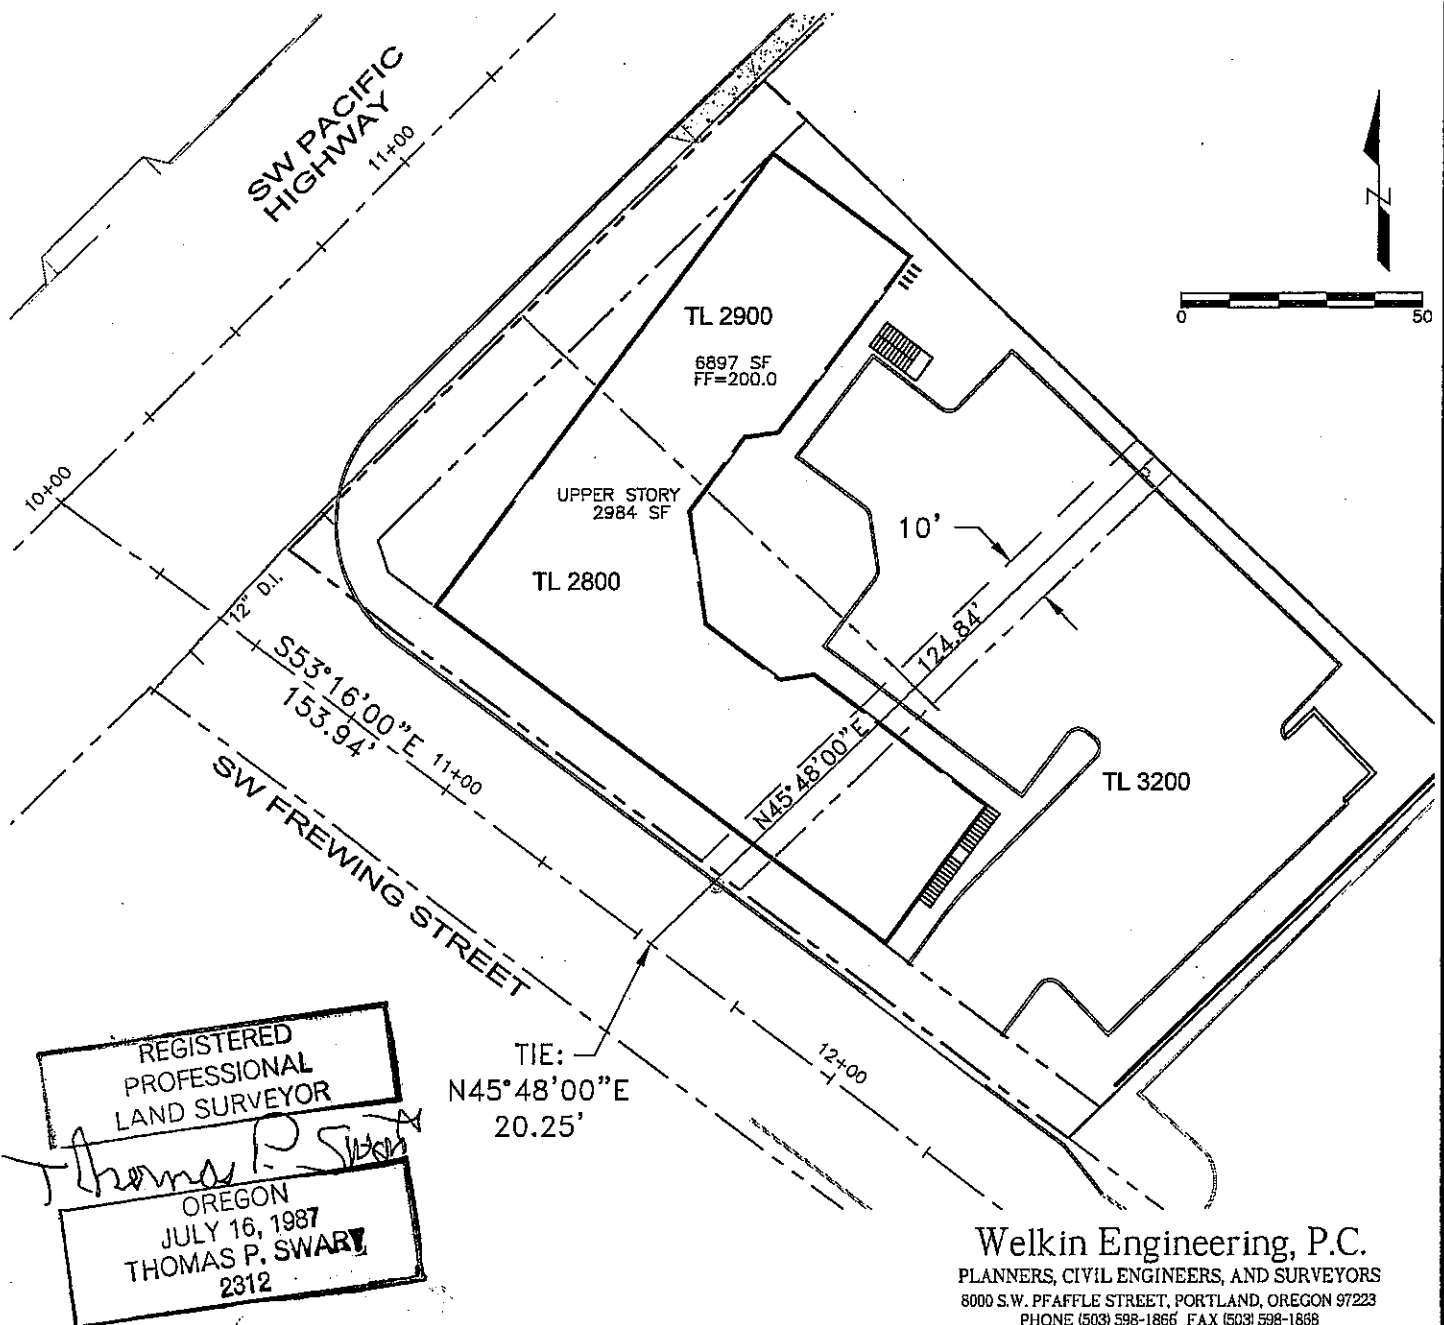 SW PACIFIC
HIGHWAY
11+00
N
0 50
TL 2900
6897 SF
FF=200.0
10+00
UPPER STORY
2984 SF
10'
TL 2800
12" D.I.
124.84'
S53°16'00"E
153.94'
11+00
N45°48'00"E
TL 3200
SW FREWING STREET
TIE:
N45°48'00"E
20.25'
12+00
REGISTERED
PROFESSIONAL
LAND SURVEYOR
Thomas P. Swart
OREGON
JULY 16, 1987
THOMAS P. SWART
2312
Welkin Engineering, P.C.
PLANNERS, CIVIL ENGINEERS, AND SURVEYORS
8000 S.W. PFAFFLE STREET, PORTLAND, OREGON 97223
PHONE (503) 598-1866 FAX (503) 598-1868